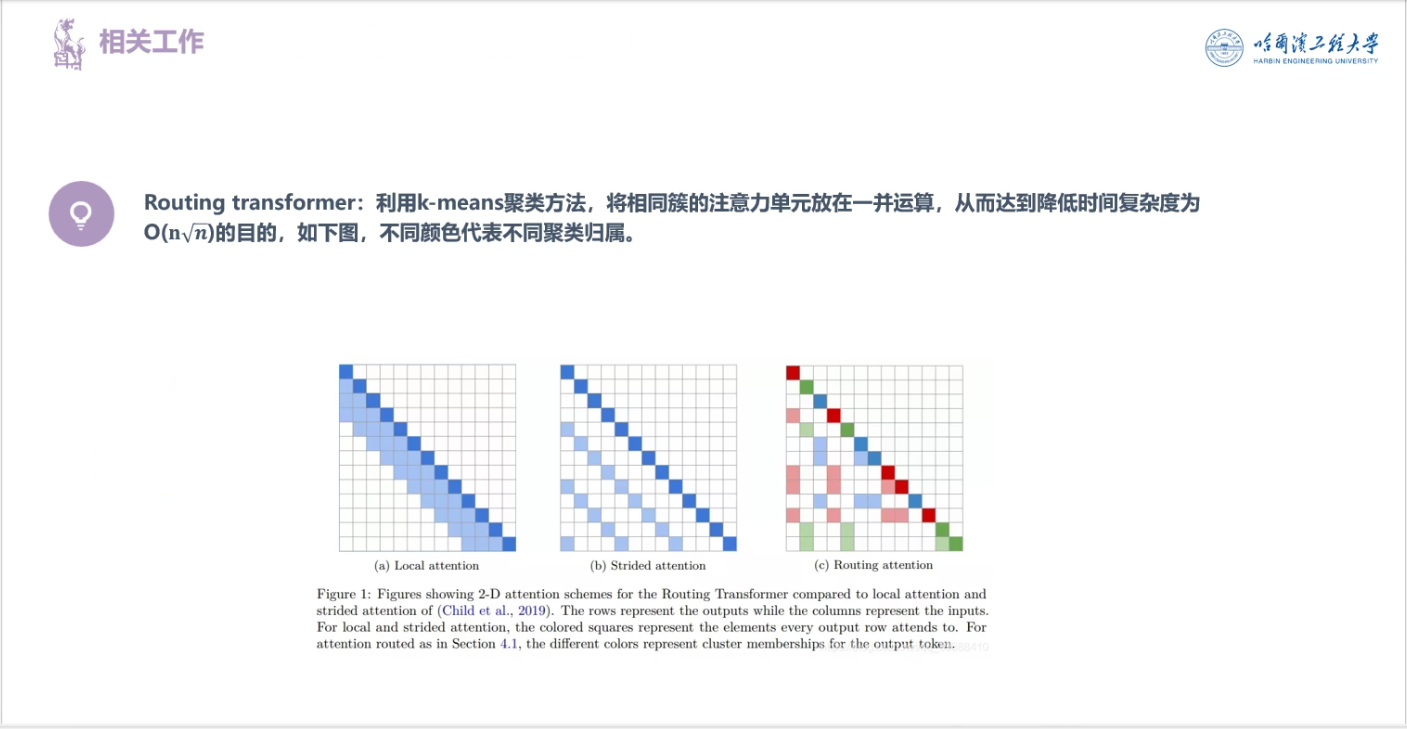 相关工作
哈尔滨工程大学
HARBIN ENGINEERING UNIVERSITY
Routing transformer：利用k-means聚类方法，将相同簇的注意力单元放在一并运算，从而达到降低时间复杂度为
O(n√n)的目的，如下图，不同颜色代表不同聚类归属。
(a) Local attention
(b) Strided attention
(c) Routing attention
Figure 1: Figures showing 2-D attention schemes for the Routing Transformer compared to local attention and
strided attention of (Child et al., 2019). The rows represent the outputs while the columns represent the inputs.
For local and strided attention, the colored squares represent the elements every output row attends to. For
attention routed as in Section 4.1, the different colors represent cluster memberships for the output token.